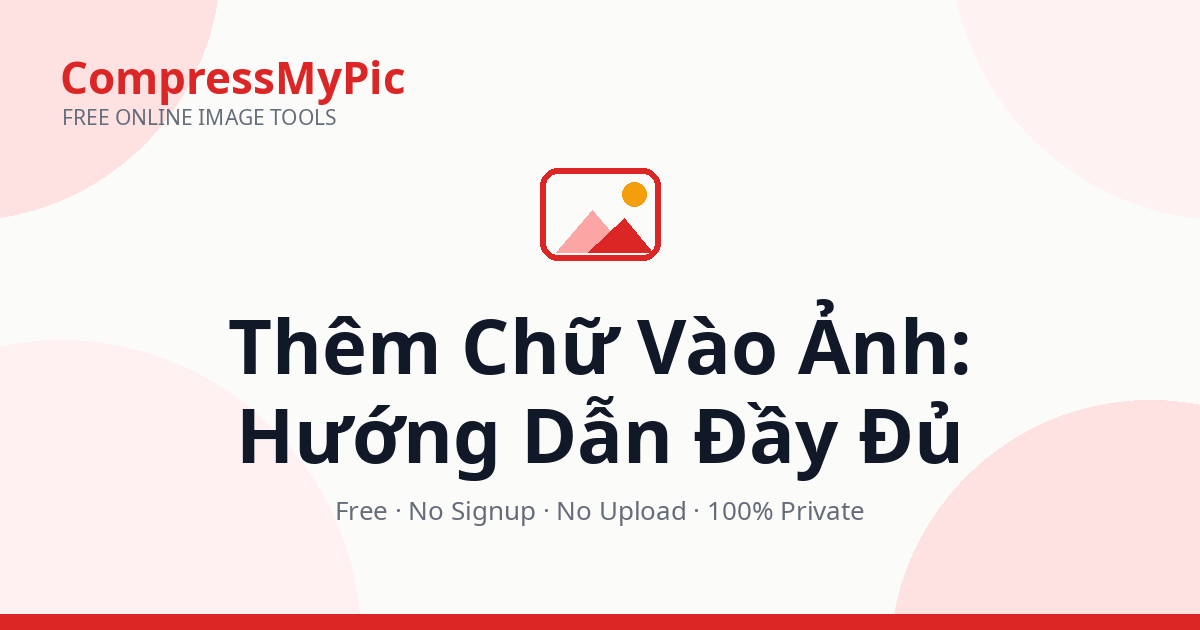 CompressMyPic
FREE ONLINE IMAGE TOOLS
Thêm Chữ Vào Ảnh:
Hướng Dẫn Đầy Đủ
Free · No Signup · No Upload · 100% Private